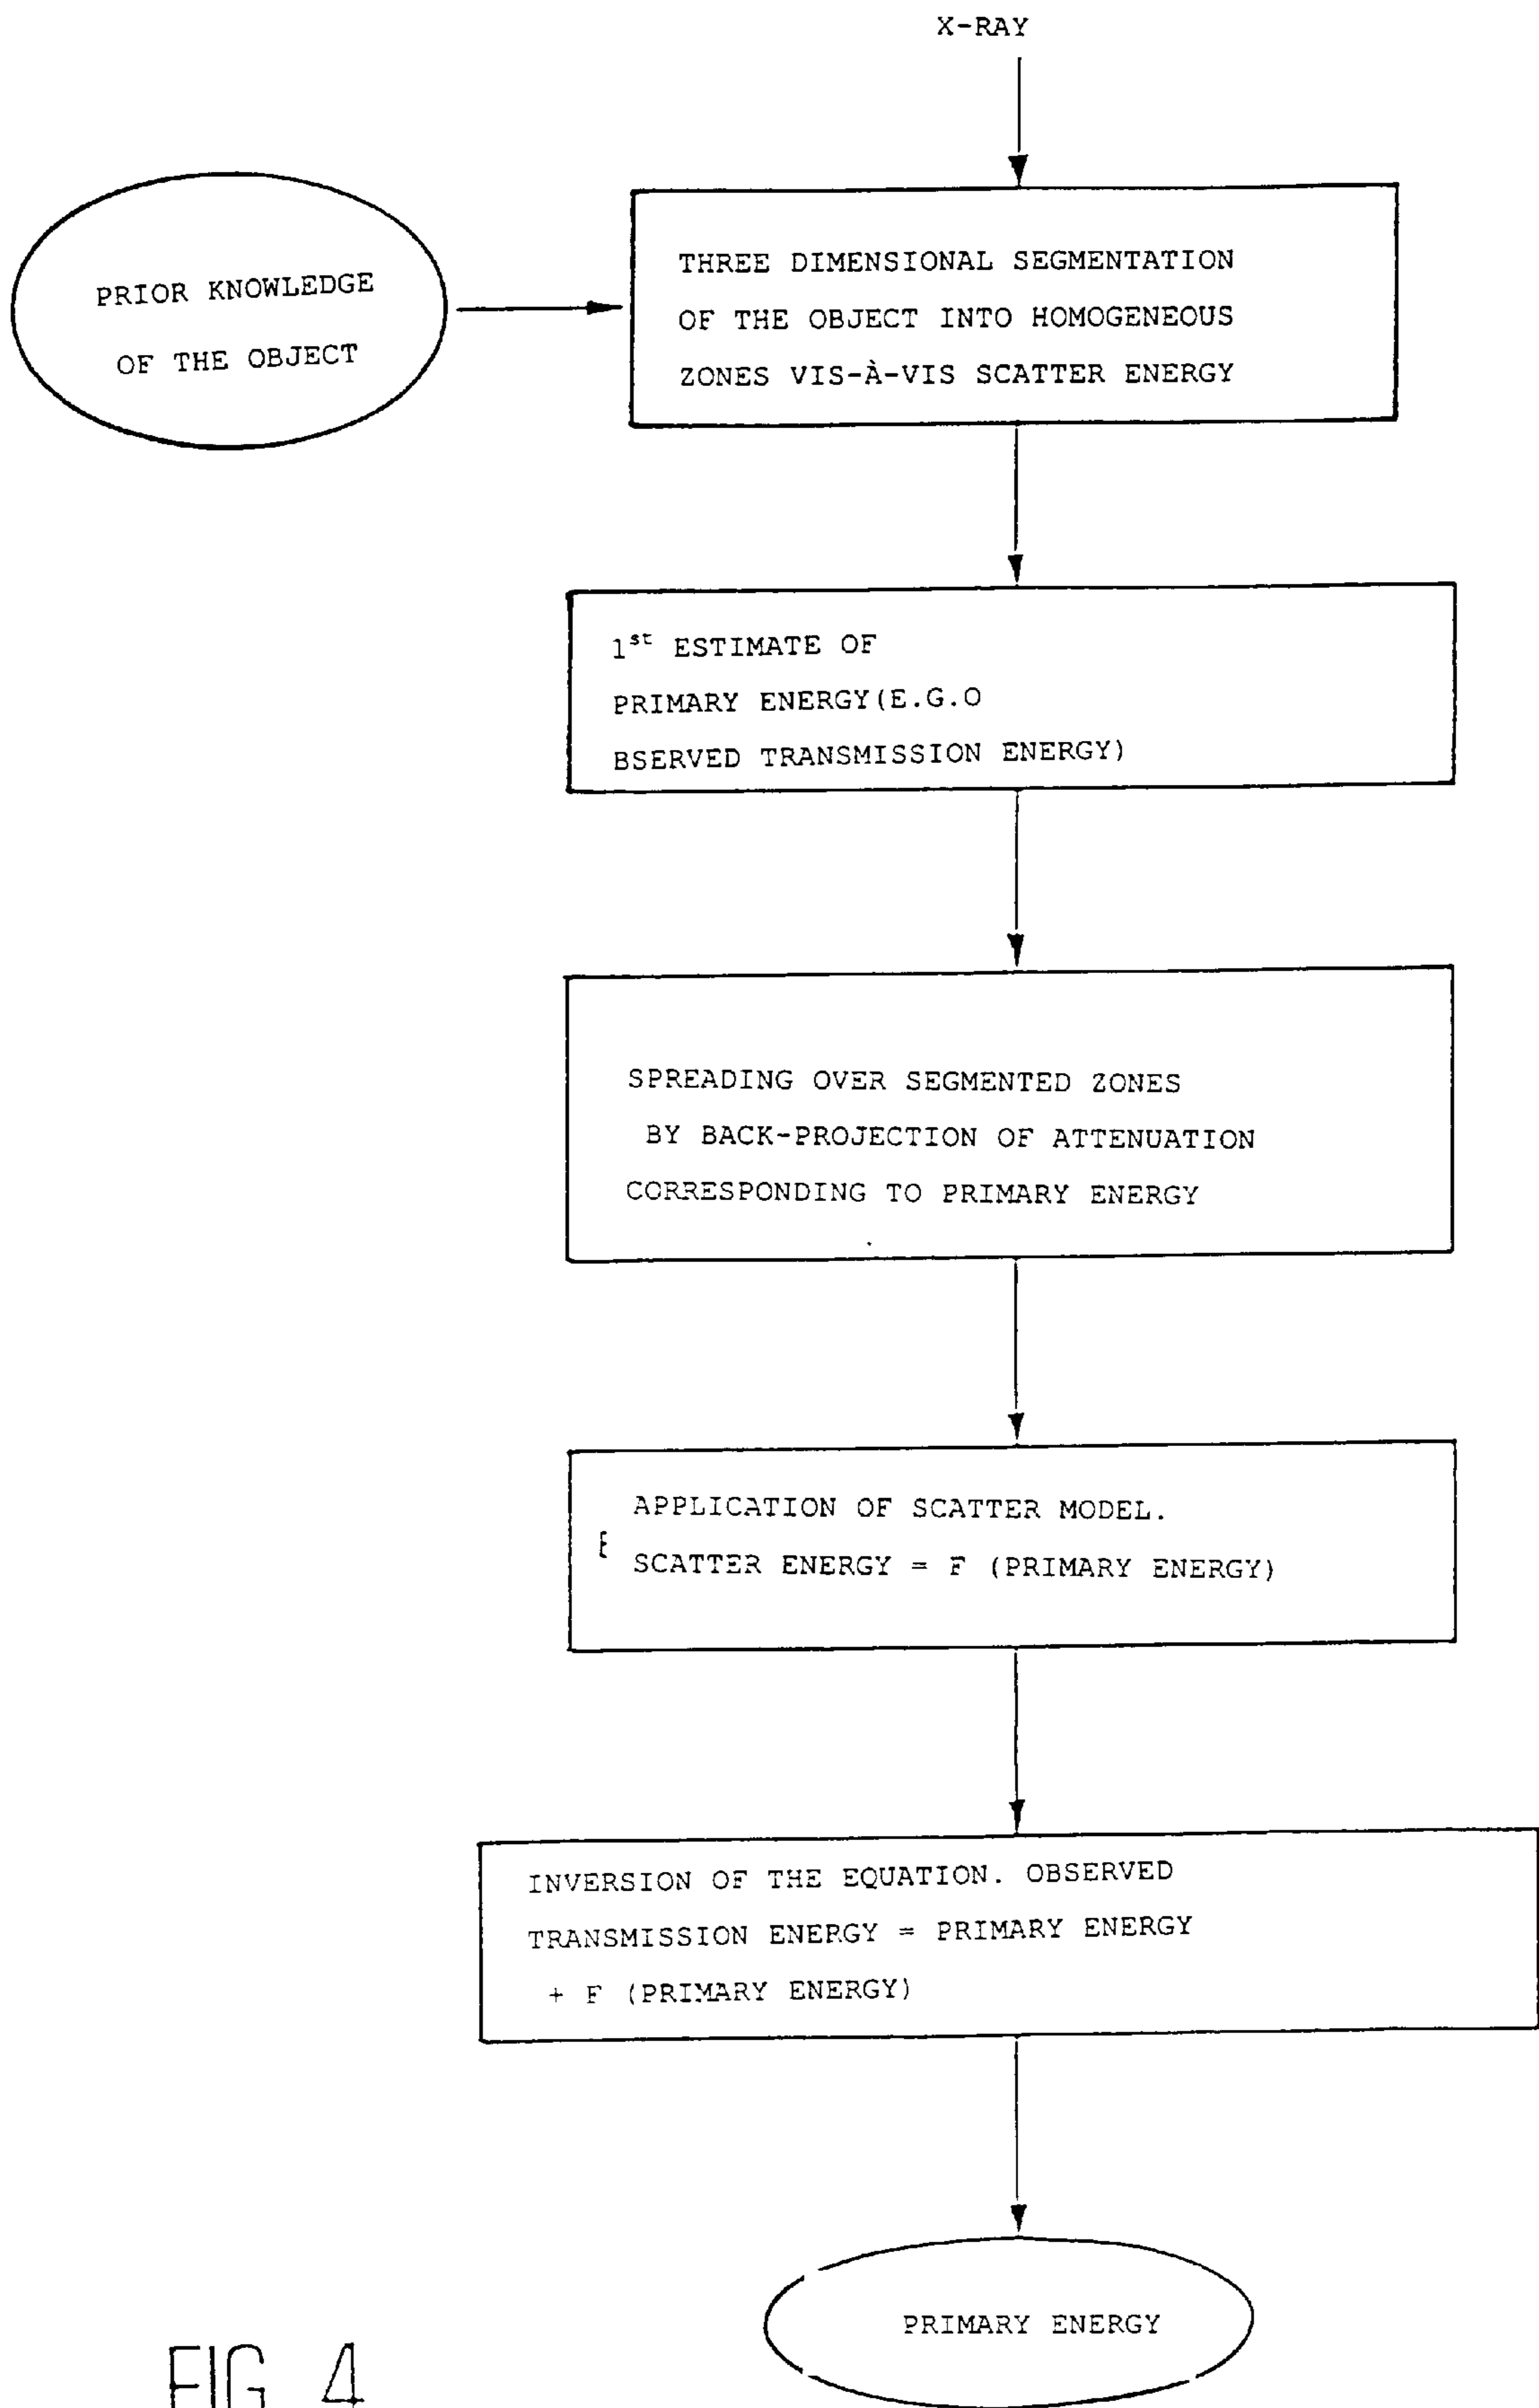 X-RAY
PRIOR KNOWLEDGE
OF THE OBJECT
THREE DIMENSIONAL SEGMENTATION
OF THE OBJECT INTO HOMOGENEOUS
ZONES VIS-À-VIS SCATTER ENERGY
1st ESTIMATE OF
PRIMARY ENERGY(E.G.O
BSERVED TRANSMISSION ENERGY)
SPREADING OVER SEGMENTED ZONES
BY BACK-PROJECTION OF ATTENUATION
CORRESPONDING TO PRIMARY ENERGY
APPLICATION OF SCATTER MODEL.
SCATTER ENERGY = F (PRIMARY ENERGY)
INVERSION OF THE EQUATION. OBSERVED
TRANSMISSION ENERGY = PRIMARY ENERGY
+ F (PRIMARY ENERGY)
PRIMARY ENERGY
FIG. 4